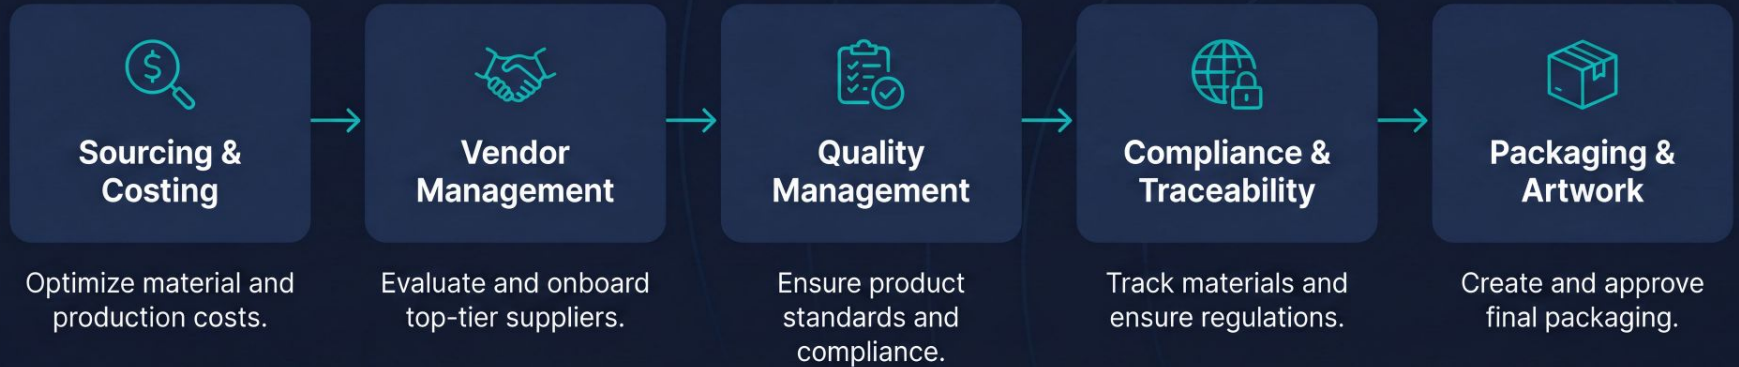 Sourcing &
Costing
Optimize material and
production costs.
Vendor
Management
Evaluate and onboard
top-tier suppliers.
Quality
Management
Ensure product
standards and
compliance.
Compliance &
Traceability
Track materials and
ensure regulations.
Packaging &
Artwork
Create and approve
final packaging.